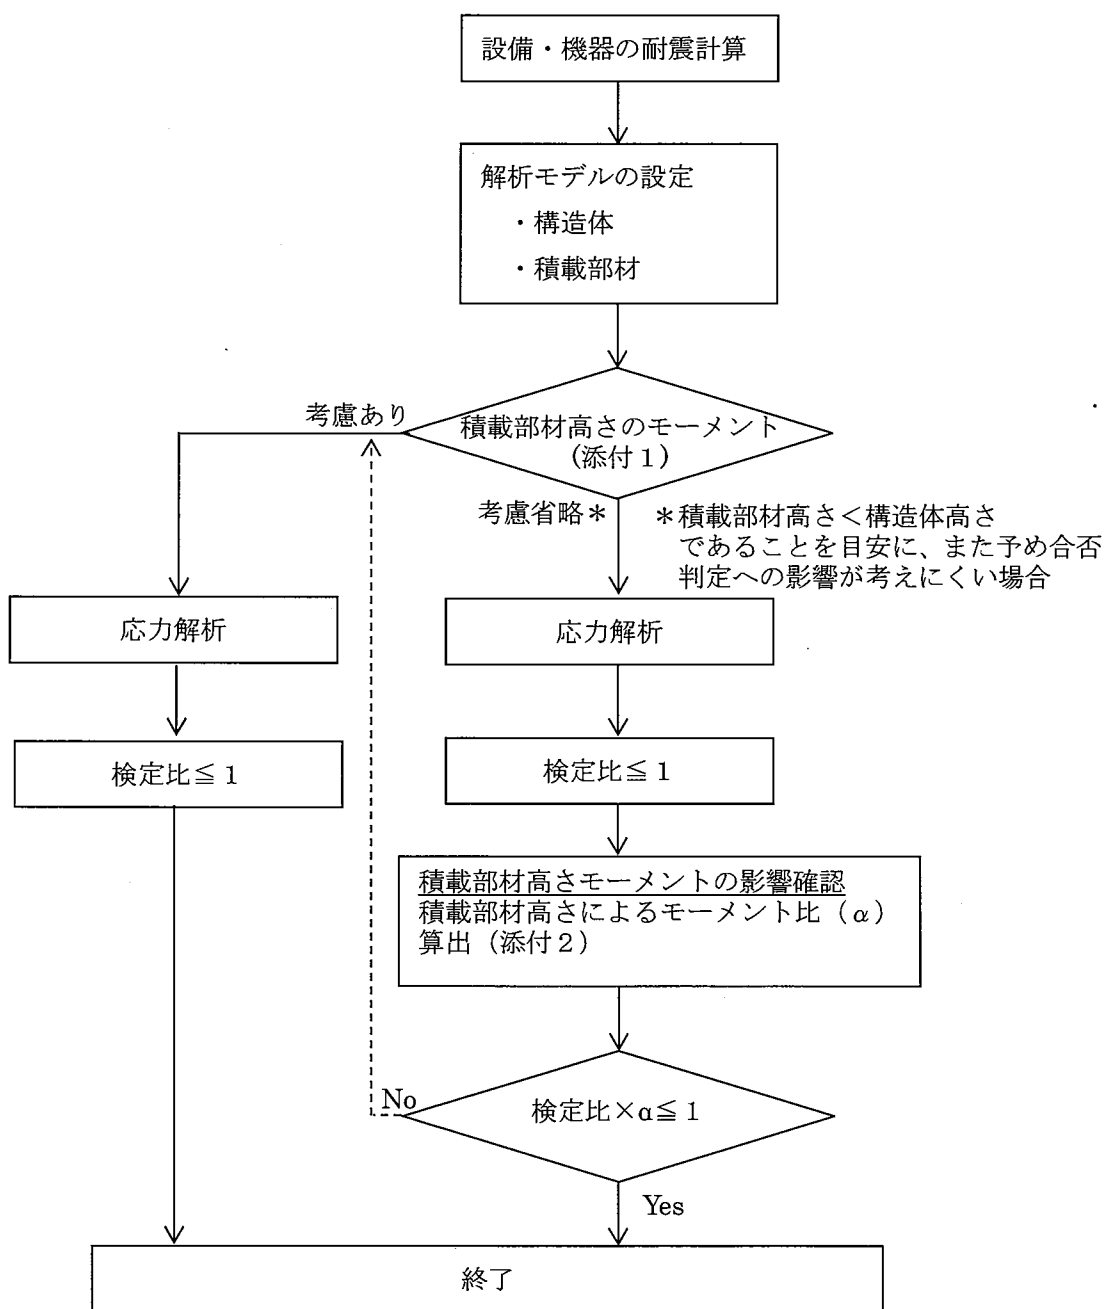 設備・機器の耐震計算
解析モデルの設定
・構造体
・積載部材
考慮あり
積載部材高さのモーメント
(添付1)
考慮省略*
*積載部材高さ<構造体高さ
であることを目安に、また予め合否
判定への影響が考えにくい場合
応力解析
応力解析
検定比≦1
検定比≦1
積載部材高さモーメントの影響確認
積載部材高さによるモーメント比(α)
算出(添付2)
No
検定比×α≦1
Yes
終了